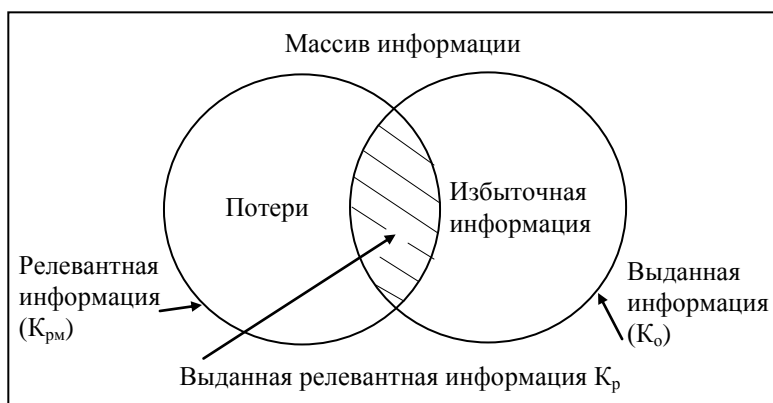 Массив информации
Потери
Избыточная
информация
Релевантная
информация
(Крм)
Выданная
информация
(Ко)
Выданная релевантная информация Кр